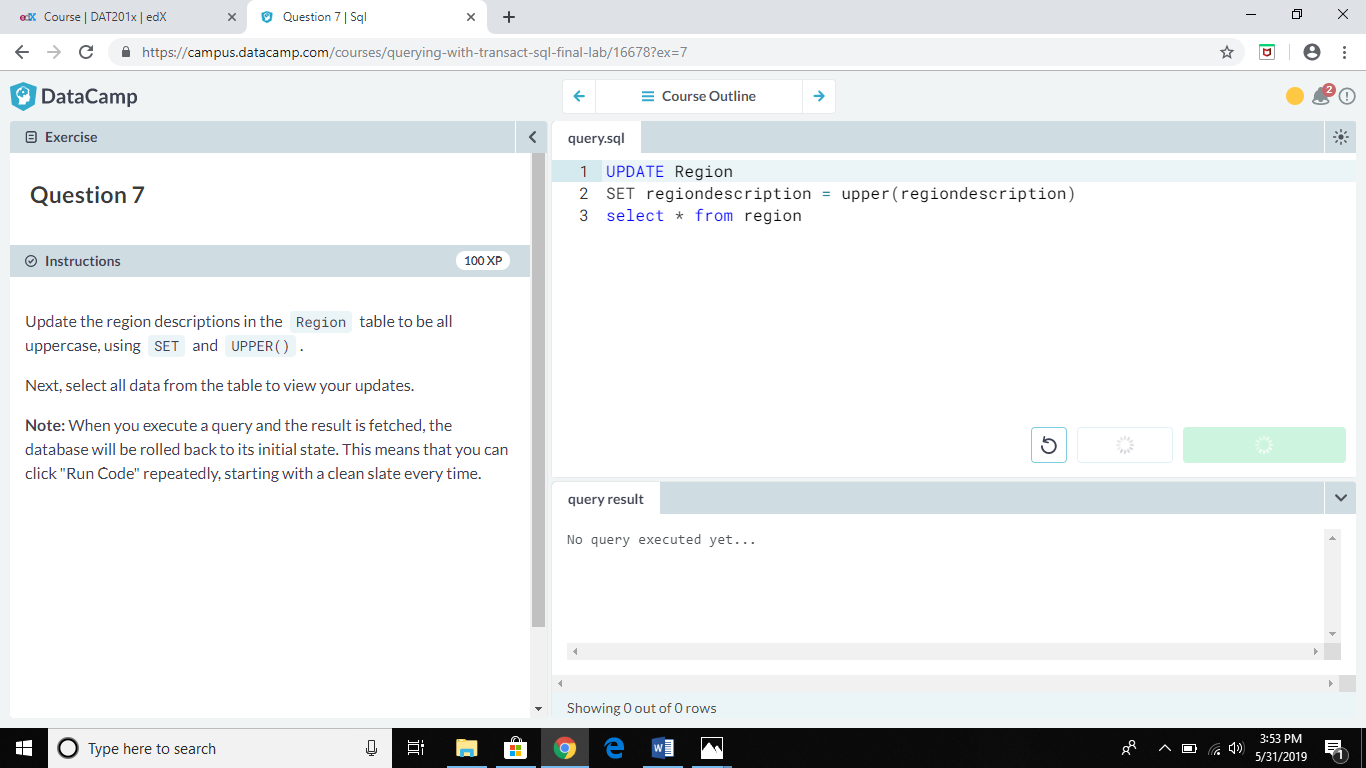 edX Course | DAT201x | edX
Question 7 | Sql
https://campus.datacamp.com/courses/querying-with-transact-sql-final-lab/16678?ex=7
DataCamp
Course Outline
2
Exercise
query.sql
Question 7
Instructions
100 XP
Update the region descriptions in the Region table to be all
uppercase, using SET and UPPER() .
Next, select all data from the table to view your updates.
Note: When you execute a query and the result is fetched, the
database will be rolled back to its initial state. This means that you can
click "Run Code" repeatedly, starting with a clean slate every time.
1 UPDATE Region
2 SET regiondescription = upper(regiondescription)
3 select * from region
query result
No query executed yet...
Showing 0 out of 0 rows
Type here to search
3:53 PM
5/31/2019
1